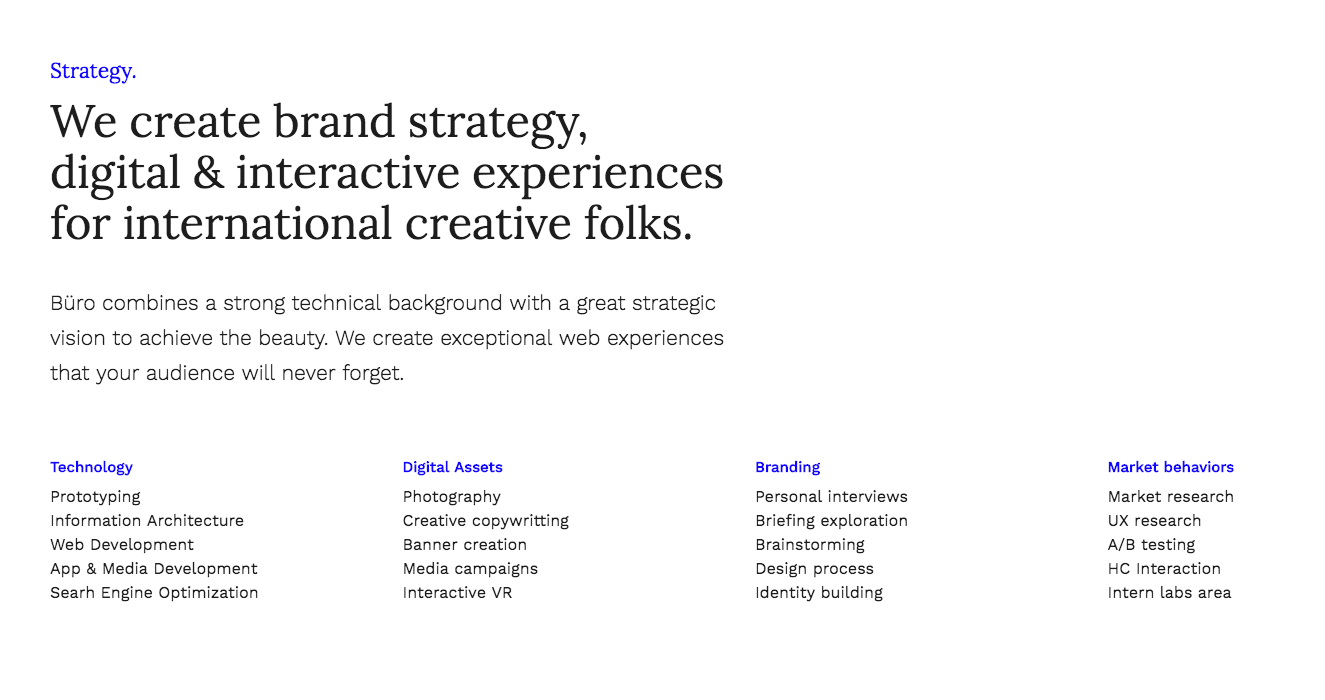 Strategy.
We create brand strategy,
digital & interactive experiences
for international creative folks.
Büro combines a strong technical background with a great strategic
vision to achieve the beauty. We create exceptional web experiences
that your audience will never forget.
Technology
Prototyping
Information Architecture
Web Development
App & Media Development
Searh Engine Optimization
Digital Assets
Photography
Creative copywritting
Banner creation
Media campaigns
Interactive VR
Branding
Personal interviews
Briefing exploration
Brainstorming
Design process
Identity building
Market behaviors
Market research
UX research
A/B testing
HC Interaction
Intern labs area